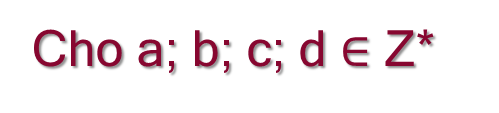 Cho a; b; c; d ∈ Z*